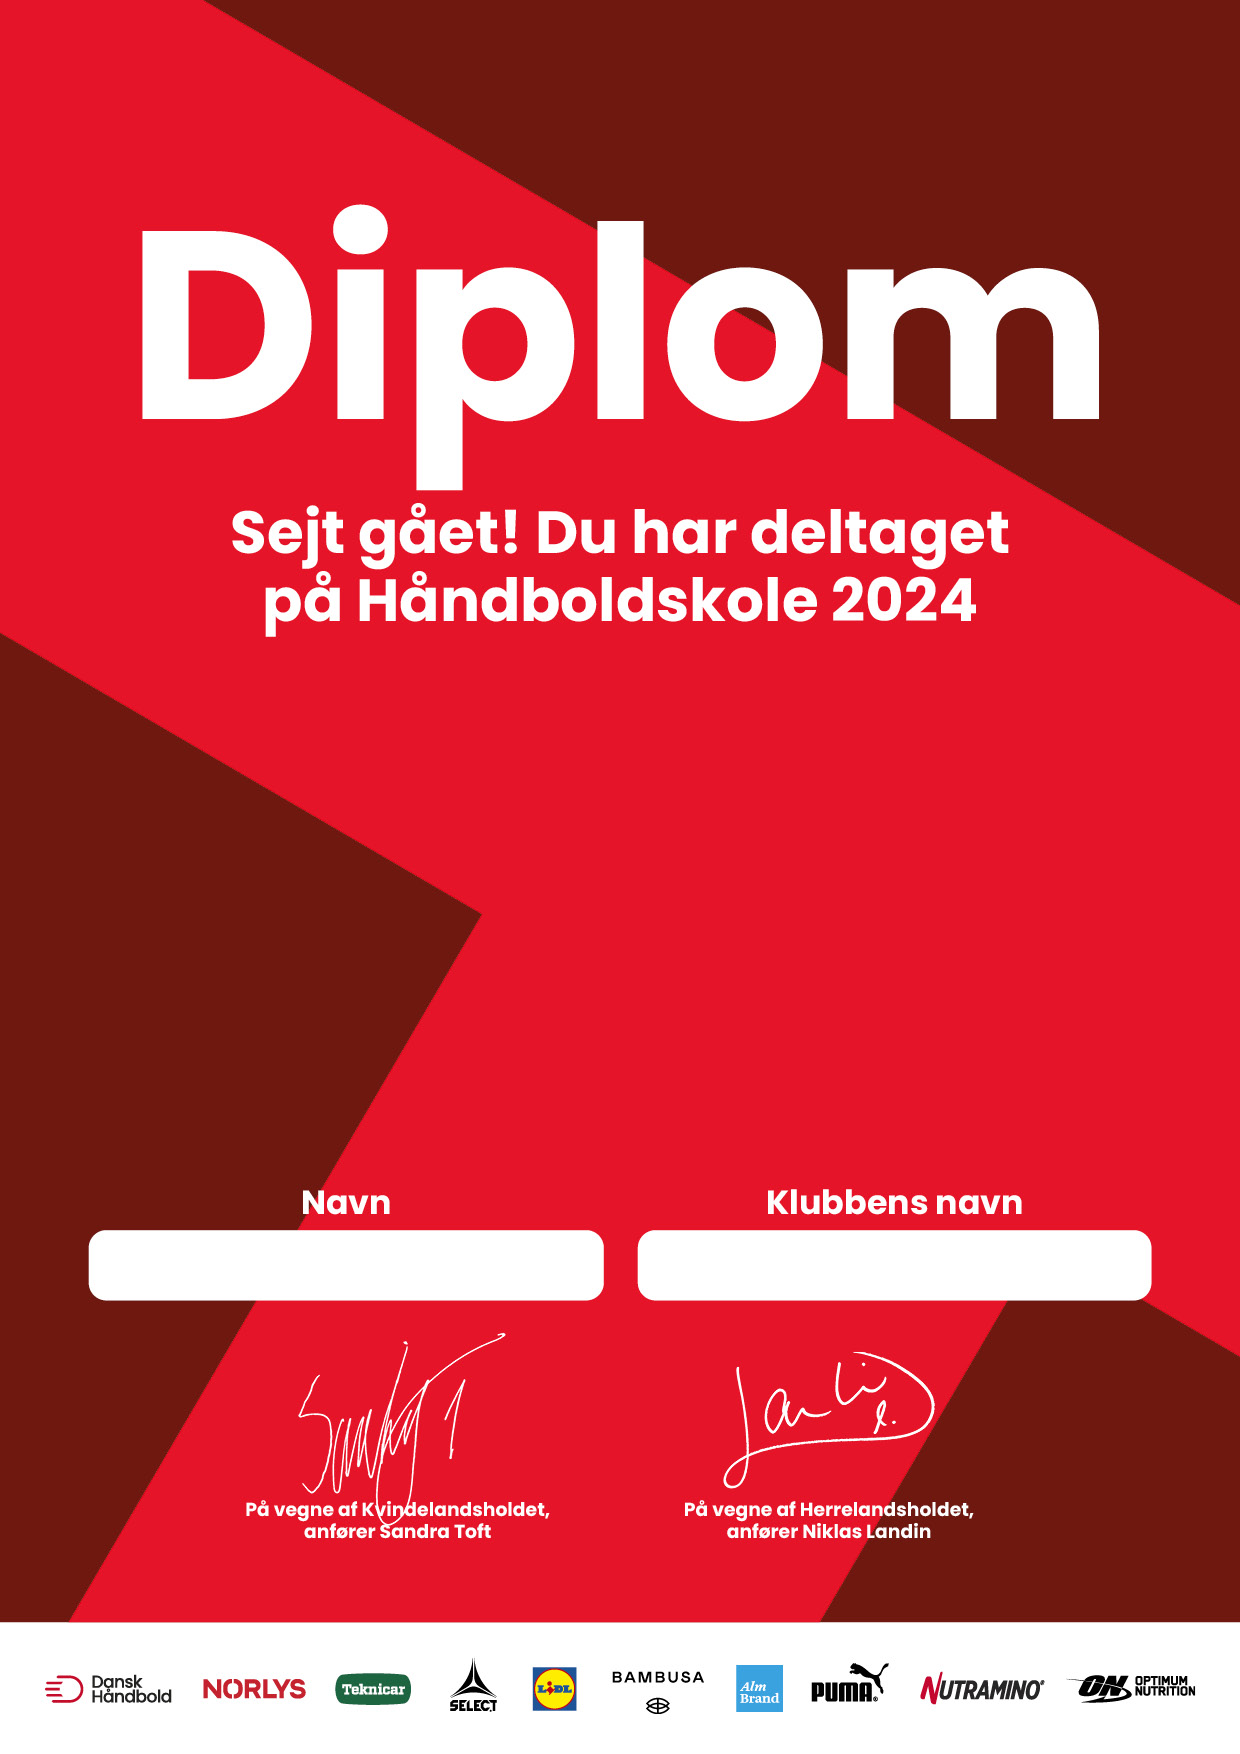 Diplom
Sejt gået! Du har deltaget
på Håndboldskole 2024
Navn
Klubbens navn
På vegne af Kvindelandsholdet,
anfører Sandra Toft
På vegne af Herrelandsholdet,
anfører Niklas Landin
Dansk
Håndbold
NORLYS
Teknicar
SELECT
LiDL
BAMBUSA
Alm
Brand
PUMA®
NUTRAMINO®
ON OPTIMUM
NUTRITION